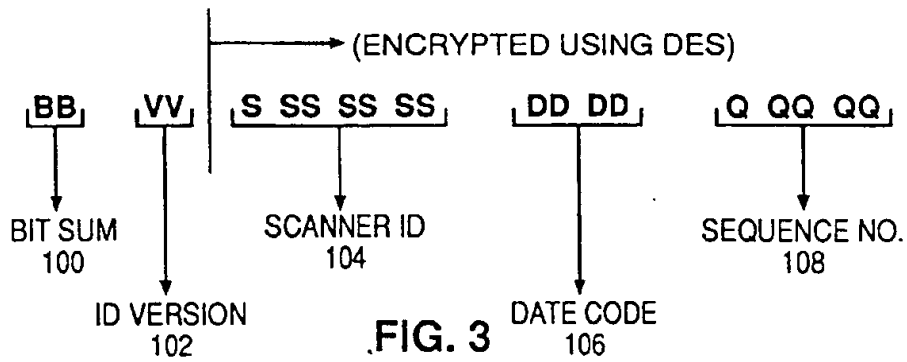 (ENCRYPTED USING DES)
BB VV S SS SS SS DD DD Q QQ QQ
BIT SUM
100
SCANNER ID
104
SEQUENCE NO.
108
ID VERSION
102
DATE CODE
106
.FIG. 3